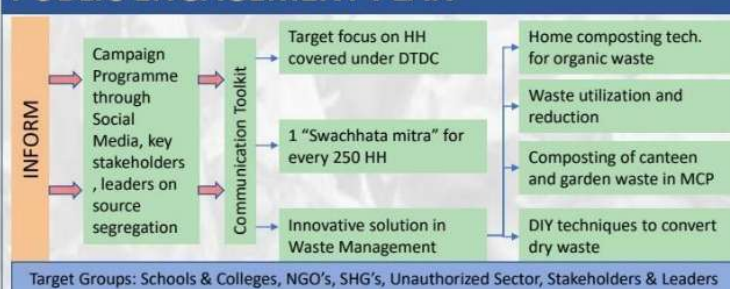 PUBLIC ENGAGEMENT PLAN
INFORM
Campaign
Programme
through
Social
Media, key
stakeholders
, leaders on
source
segregation
Communication Toolkit
Target focus on HH
covered under DTDC
1 “Swachhata mitra” for
every 250 HH
Innovative solution in
Waste Management
Home composting tech.
for organic waste
Waste utilization and
reduction
Composting of canteen
and garden waste in MCP
DIY techniques to convert
dry waste
Target Groups: Schools & Colleges, NGO’s, SHG’s, Unauthorized Sector, Stakeholders & Leaders